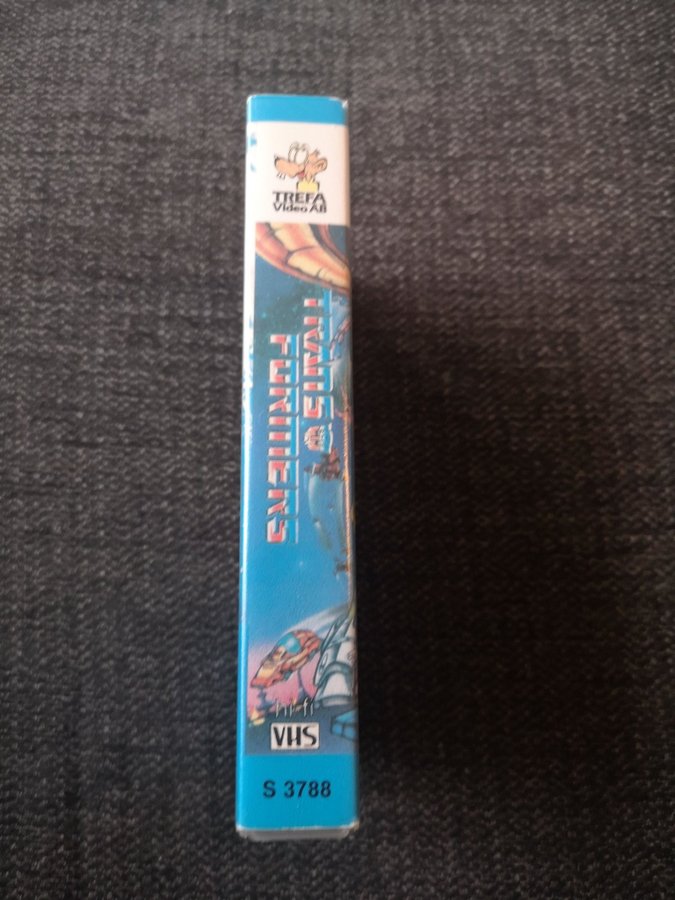 TREFA
Video AB
TRANS
FORMERS
hi-fi
VHS
S 3788